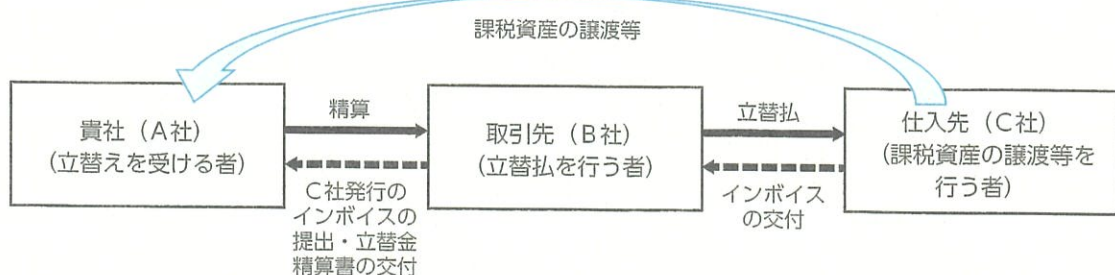 課税資産の譲渡等
貴社（A社）
（立替えを受ける者）
精算
C社発行の
インボイスの
提出・立替金
精算書の交付
取引先（B社）
（立替払を行う者）
立替払
インボイス
の交付
仕入先（C社）
（課税資産の譲渡等を
行う者）